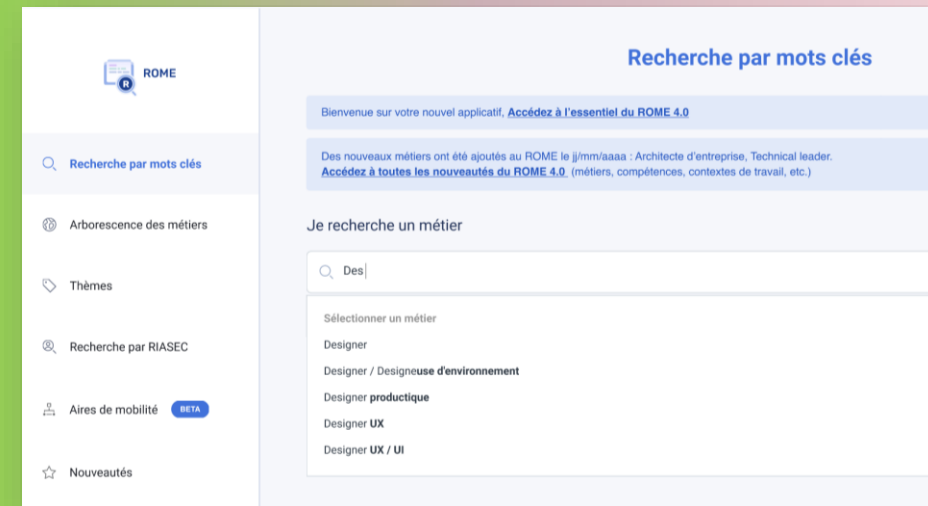 ROME
Recherche par mots clés
Arborescence des métiers
Thèmes
Recherche par RIASEC
Aires de mobilité BETA
Nouveautés
Recherche par mots clés
Bienvenue sur votre nouvel applicatif, Accédez à l'essentiel du ROME 4.0
Des nouveaux métiers ont été ajoutés au ROME le jj/mm/aaaa : Architecte d'entreprise, Technical leader.
Accédez à toutes les nouveautés du ROME 4.0 (métiers, compétences, contextes de travail, etc.)
Je recherche un métier
Des
Sélectionner un métier
Designer
Designer / Designeuse d'environnement
Designer productique
Designer UX
Designer UX / UI